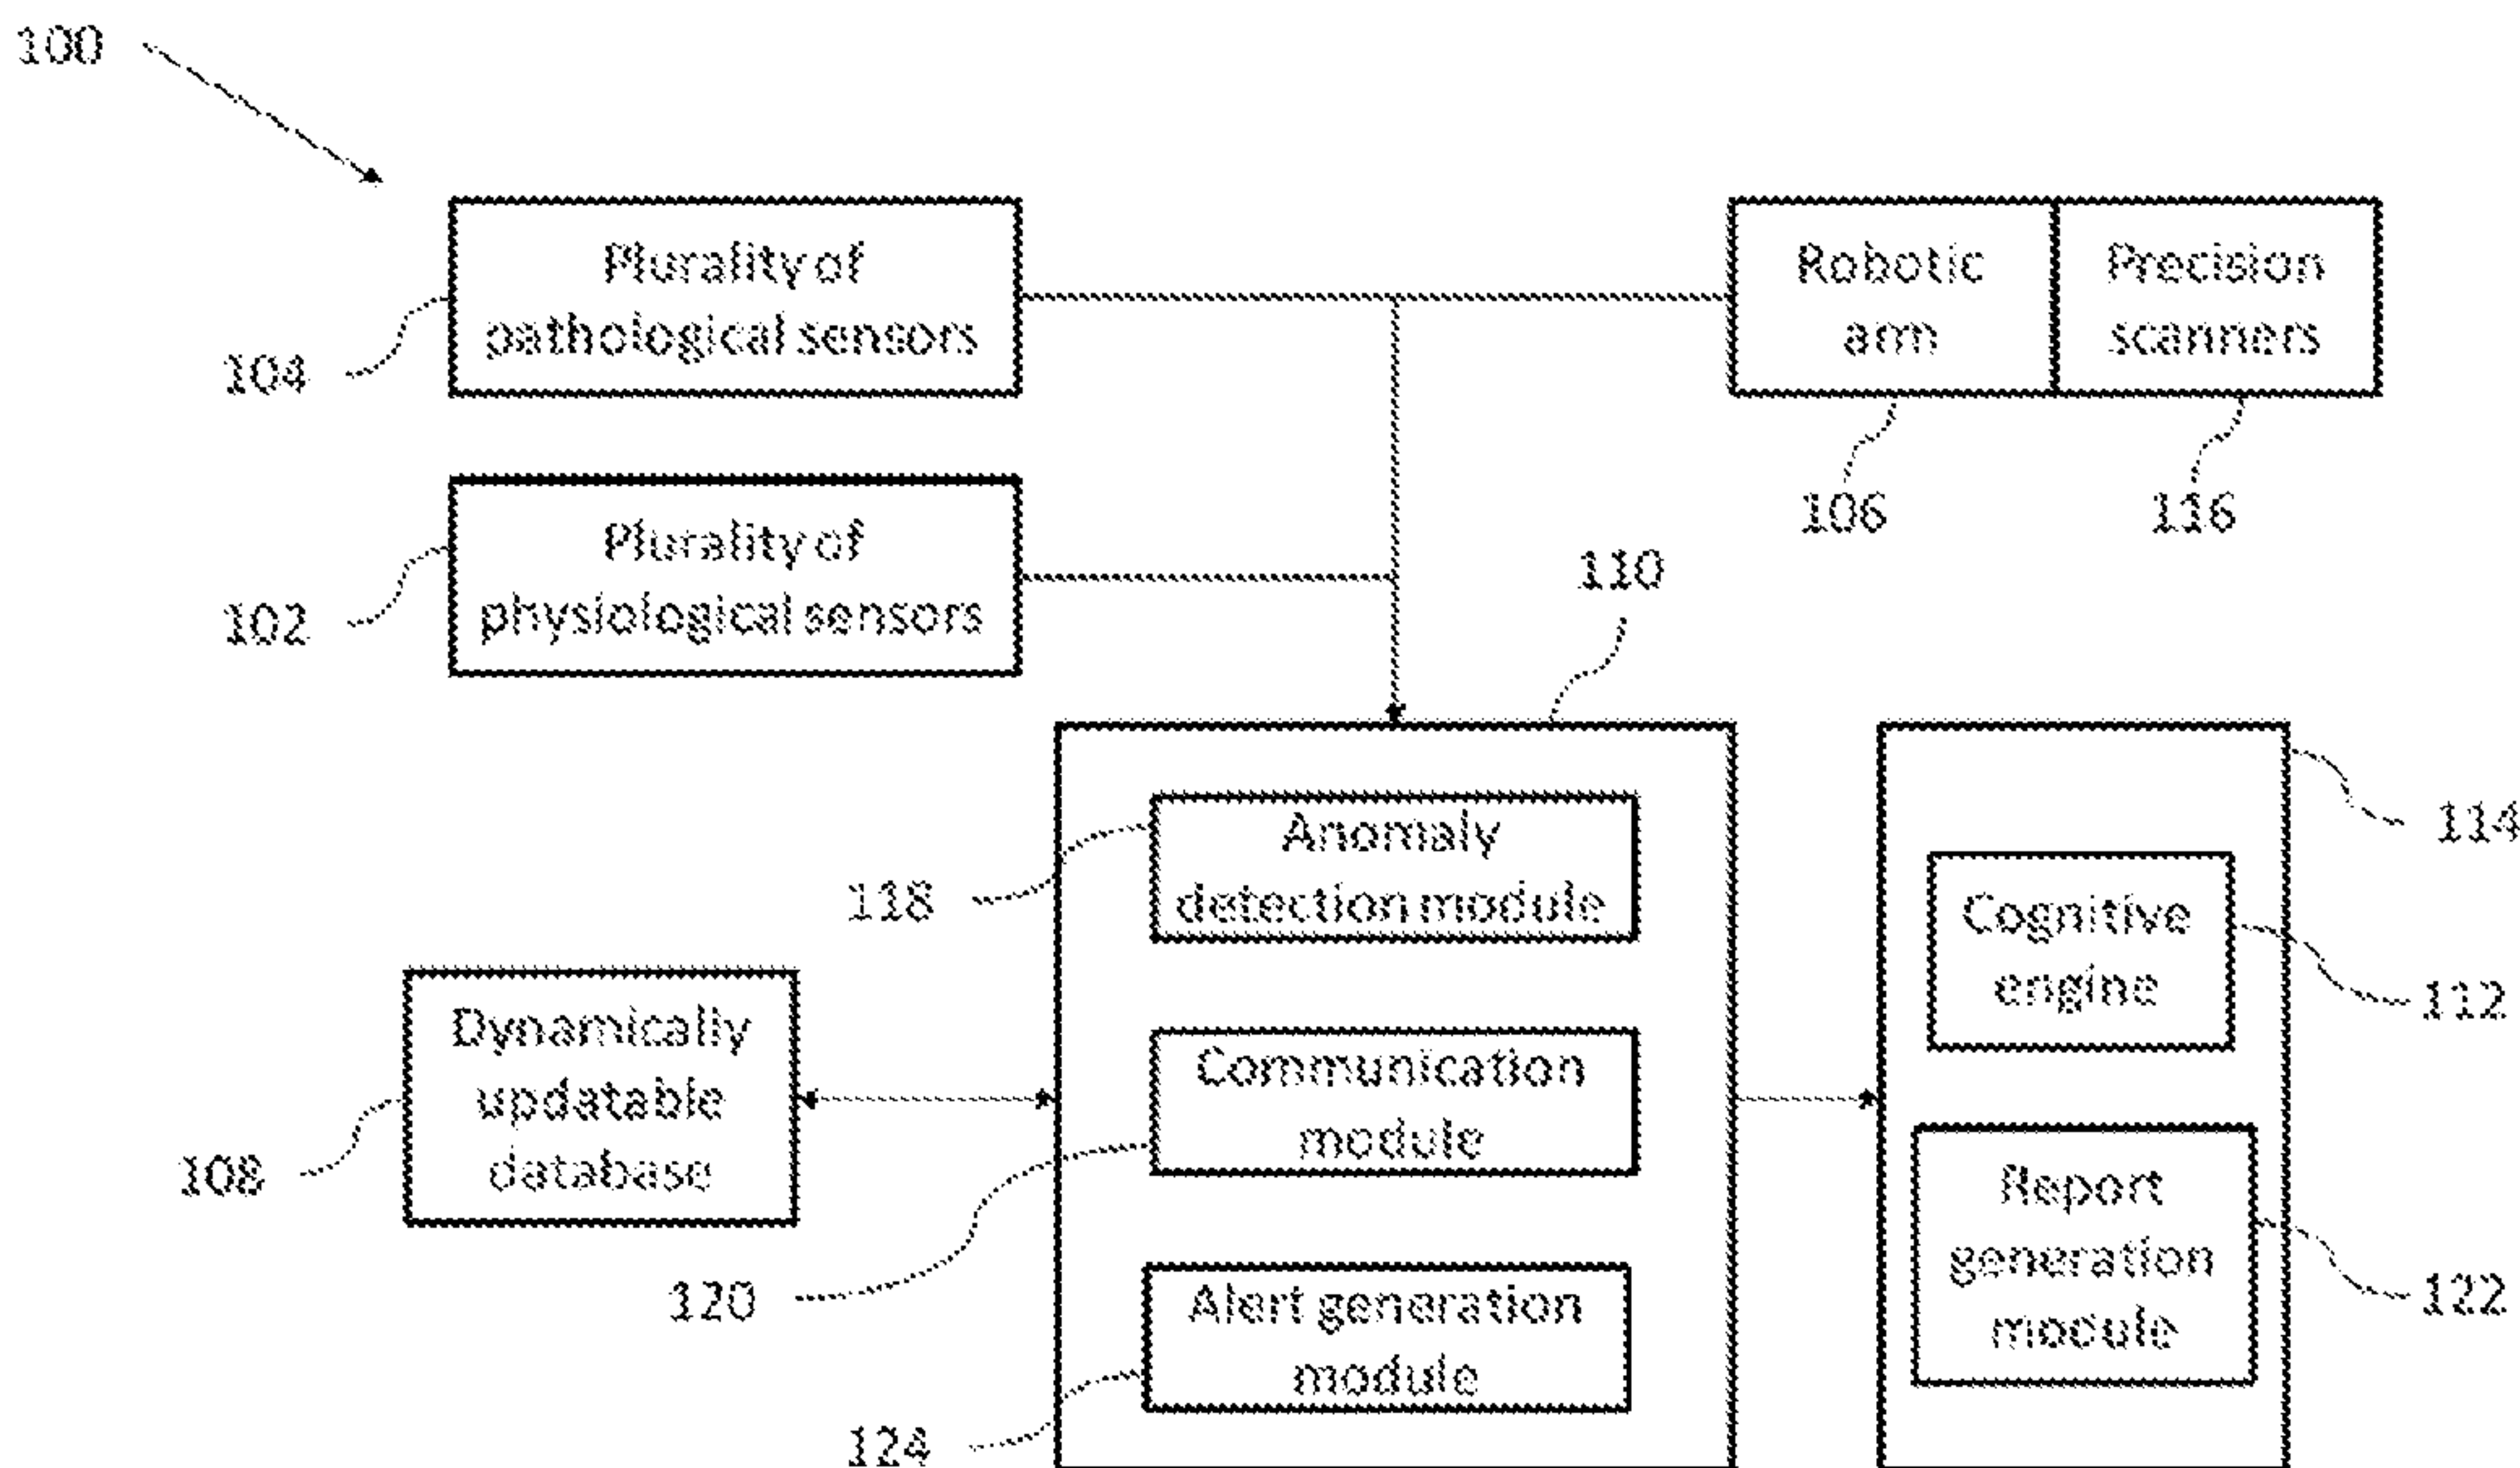 100
Plurality of
pathological sensors
104
Robotic
arm
Precision
scanners
106
116
Plurality of
physiological sensors
102
110
114
Anomaly
detection module
118
Cognitive
engine
112
Dynamically
updatable
database
108
Communication
module
120
Report
generation
module
122
Alert generation
module
124